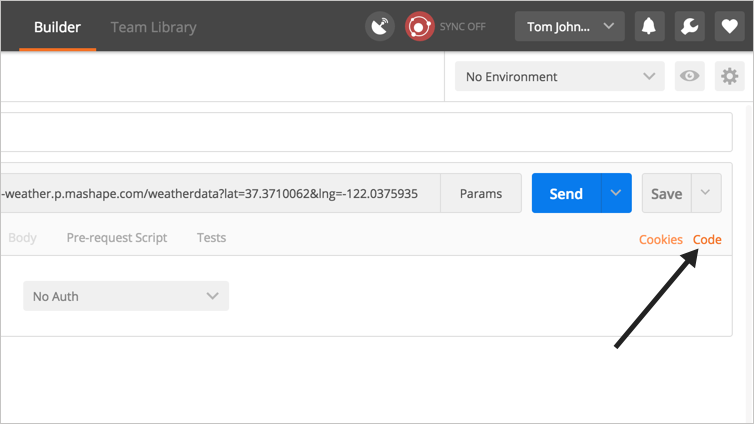 Builder Team Library SYNC OFF Tom John...
No Environment
-weather.p.mashape.com/weatherdata?lat=37.3710062&lng=-122.0375935 Params Send Save
Body Pre-request Script Tests Cookies Code
No Auth